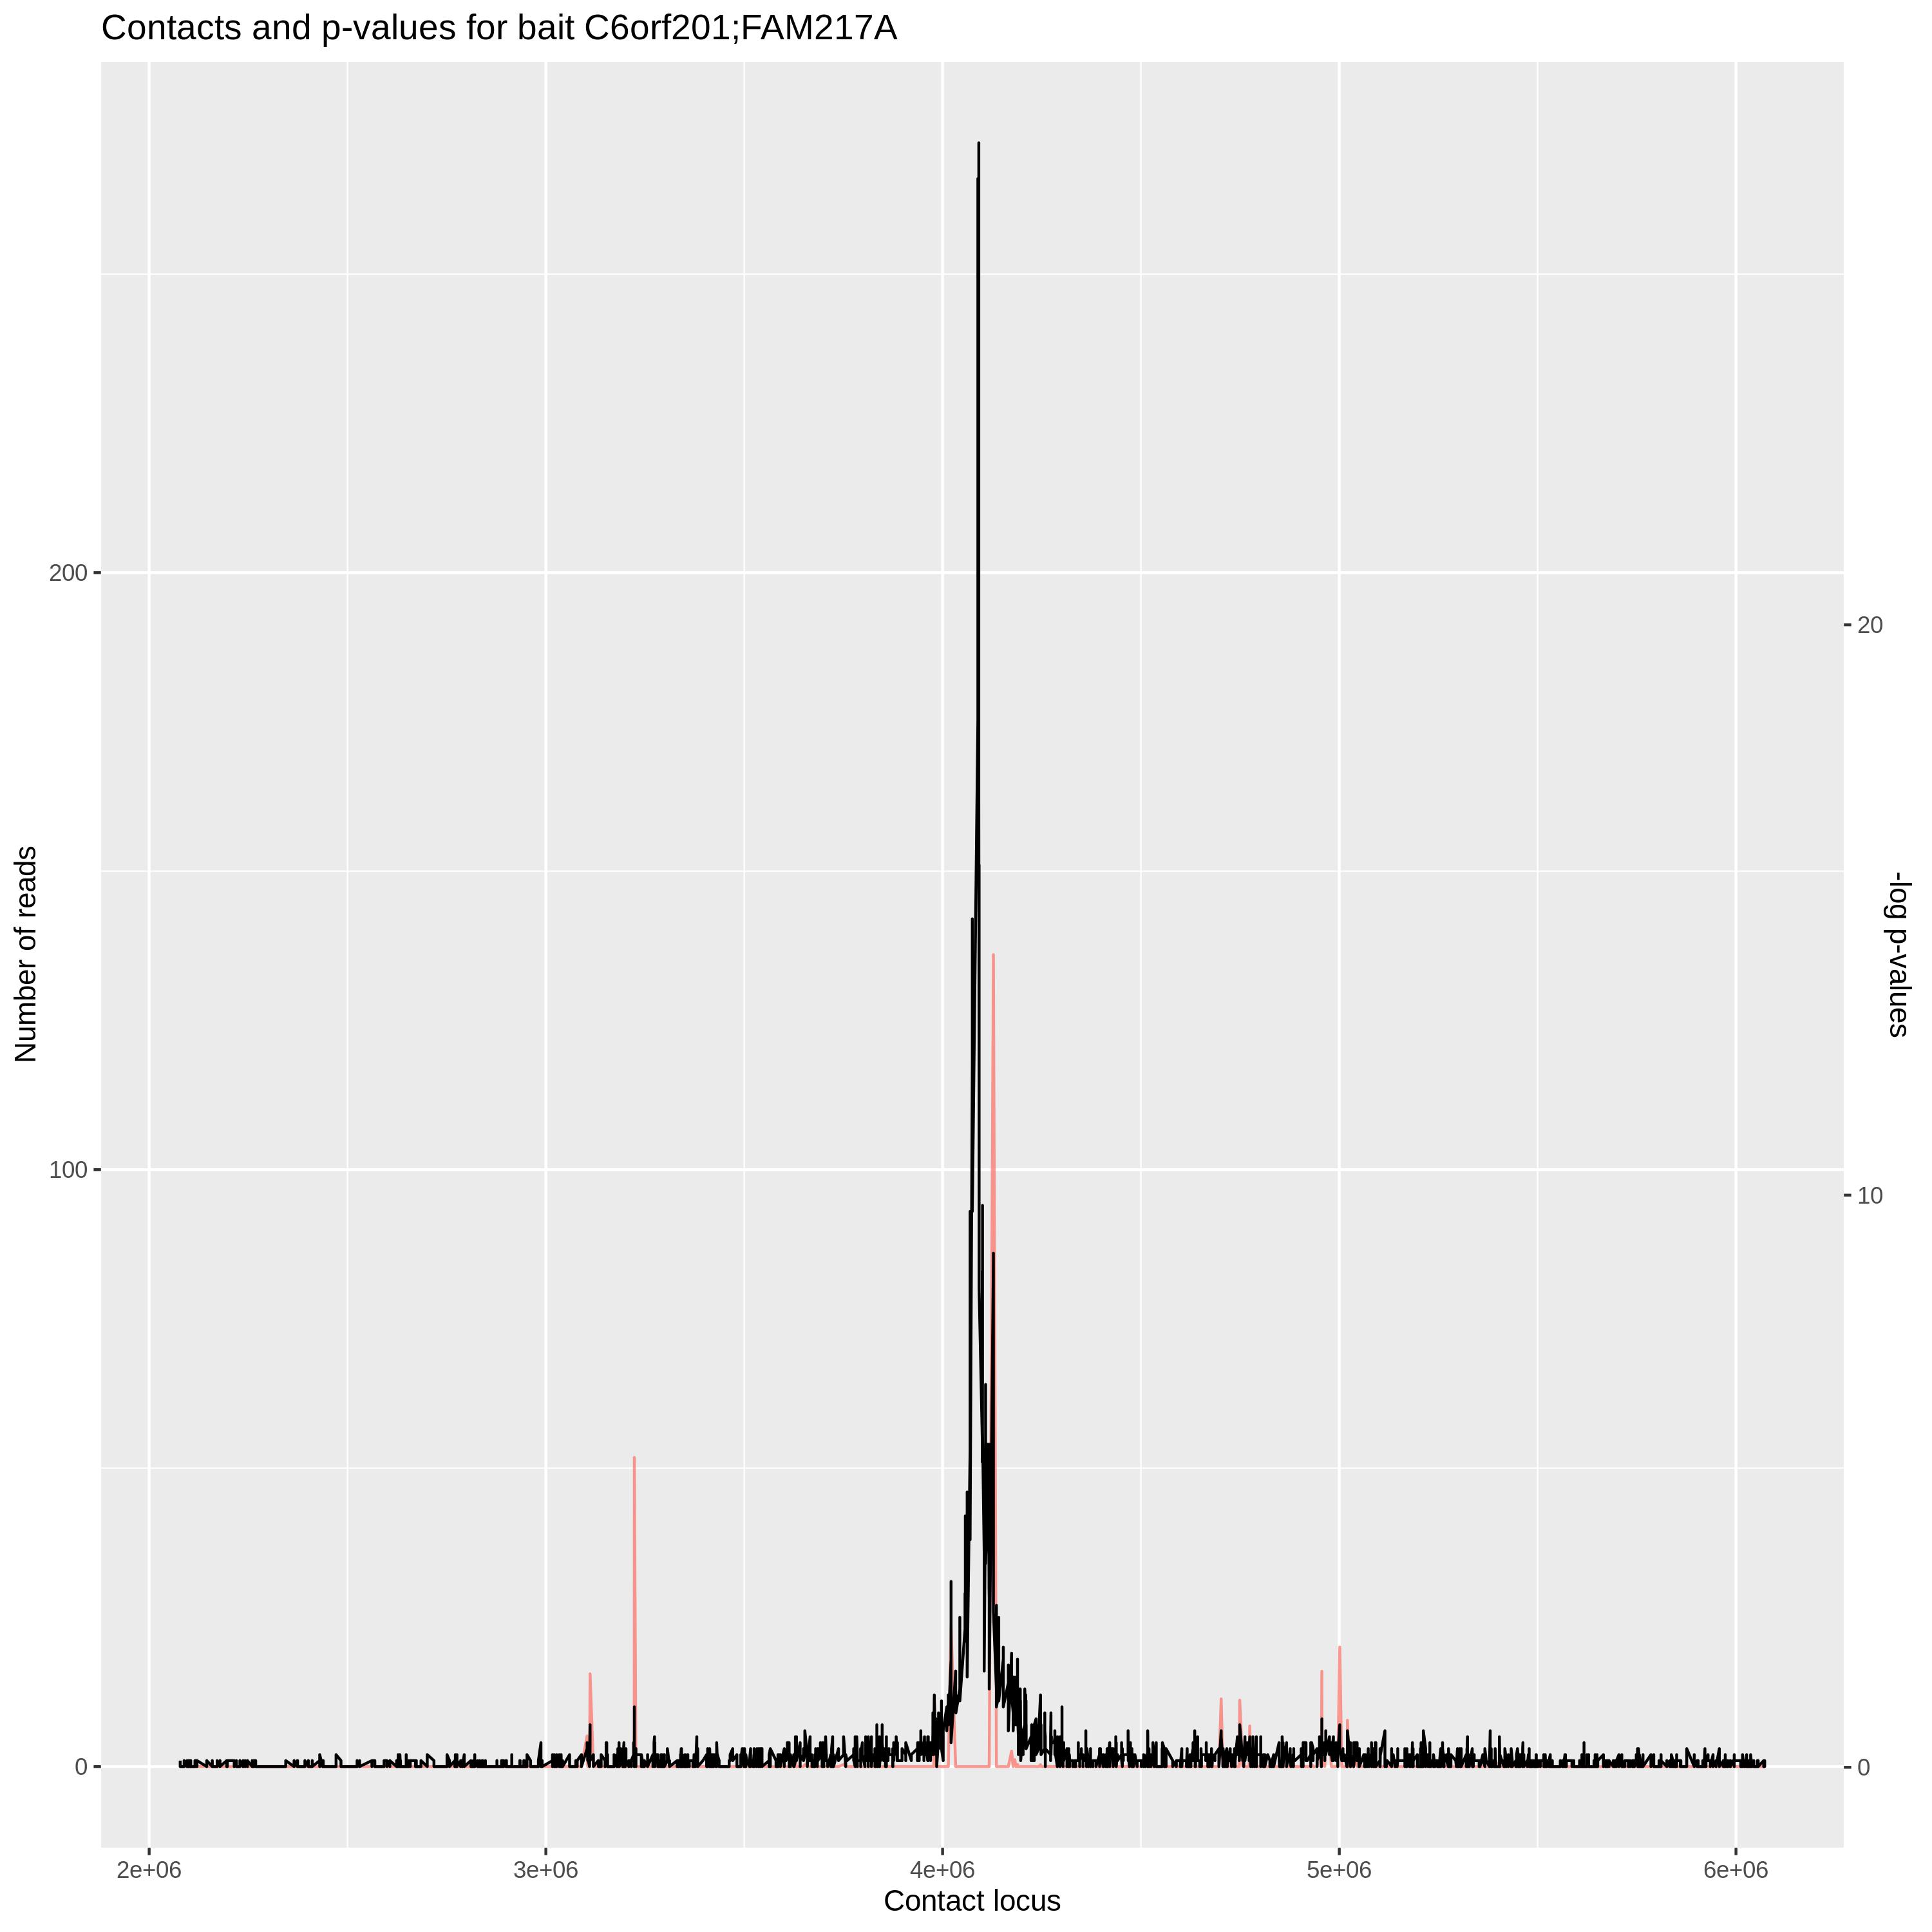 Contacts and p-values for bait C6orf201;FAM217A
Number of reads
200
100
0
20
10
0
-log p-values
2e+06
3e+06
4e+06
5e+06
6e+06
Contact locus